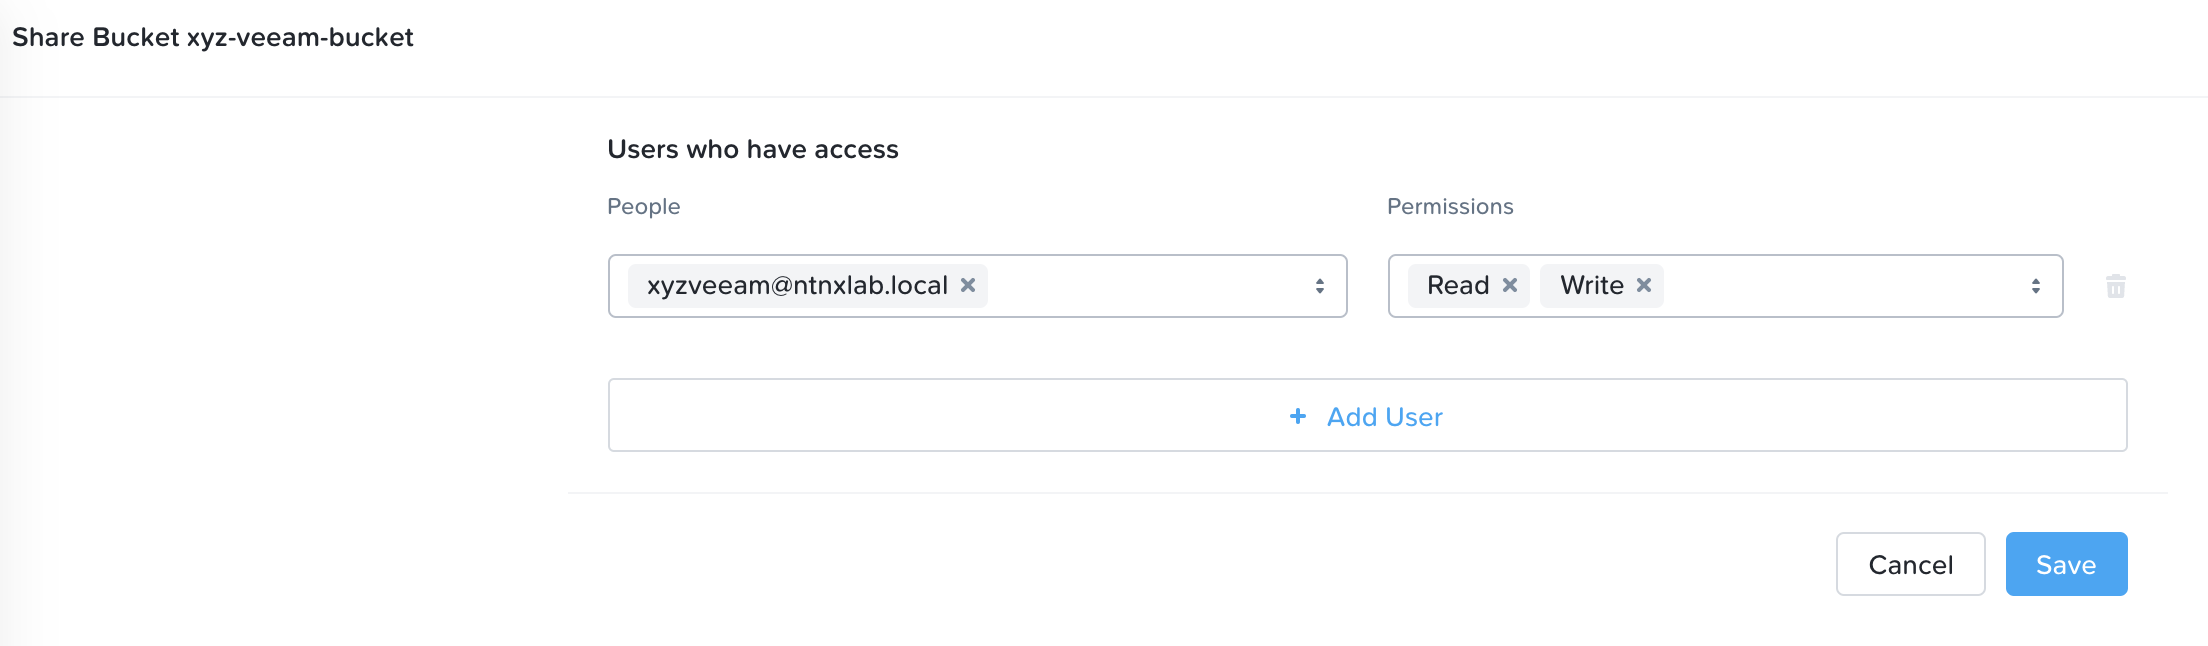 Share Bucket xyz-veeam-bucket
Users who have access
People Permissions
xyzveeam@ntnxlab.local × Read × Write ×
+ Add User
Cancel Save